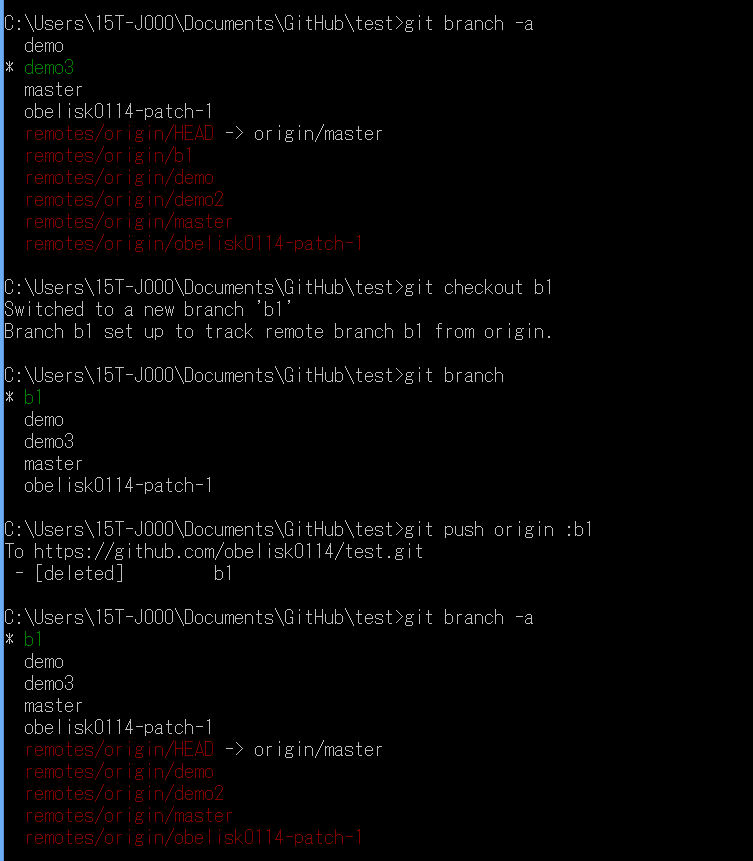 C:\Users\15T-J000\Documents\GitHub\test>git branch -a
  demo
* demo3
  master
  obelisk0114-patch-1
  remotes/origin/HEAD -> origin/master
  remotes/origin/b1
  remotes/origin/demo
  remotes/origin/demo2
  remotes/origin/master
  remotes/origin/obelisk0114-patch-1
C:\Users\15T-J000\Documents\GitHub\test>git checkout b1
Switched to a new branch 'b1'
Branch b1 set up to track remote branch b1 from origin.
C:\Users\15T-J000\Documents\GitHub\test>git branch
* b1
  demo
  demo3
  master
  obelisk0114-patch-1
C:\Users\15T-J000\Documents\GitHub\test>git push origin :b1
To https://github.com/obelisk0114/test.git
 - [deleted]         b1
C:\Users\15T-J000\Documents\GitHub\test>git branch -a
* b1
  demo
  demo3
  master
  obelisk0114-patch-1
  remotes/origin/HEAD -> origin/master
  remotes/origin/demo
  remotes/origin/demo2
  remotes/origin/master
  remotes/origin/obelisk0114-patch-1